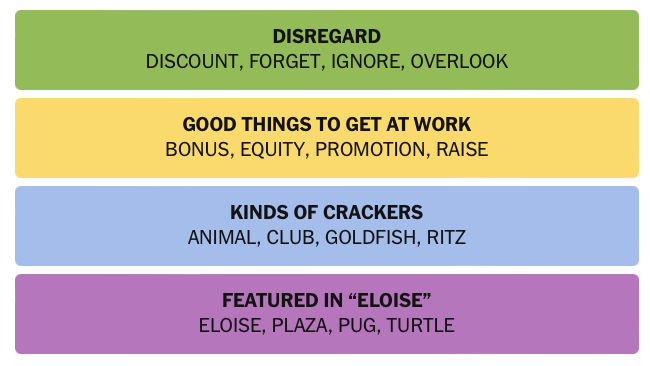 DISREGARD
DISCOUNT, FORGET, IGNORE, OVERLOOK
GOOD THINGS TO GET AT WORK
BONUS, EQUITY, PROMOTION, RAISE
KINDS OF CRACKERS
ANIMAL, CLUB, GOLDFISH, RITZ
FEATURED IN “ELOISE”
ELOISE, PLAZA, PUG, TURTLE